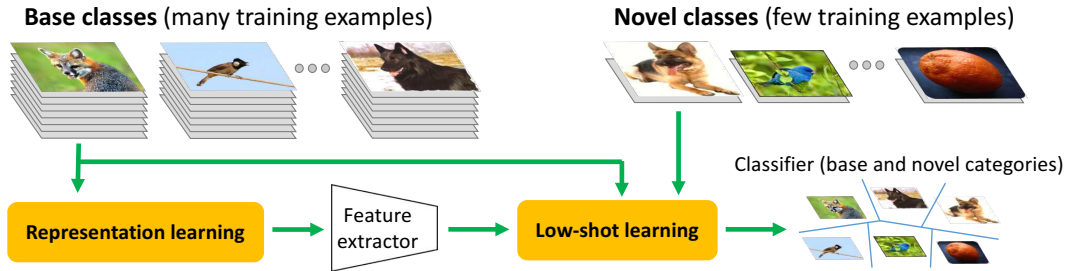 Base classes (many training examples)
Novel classes (few training examples)
Classifier (base and novel categories)
Representation learning
Feature
extractor
Low-shot learning